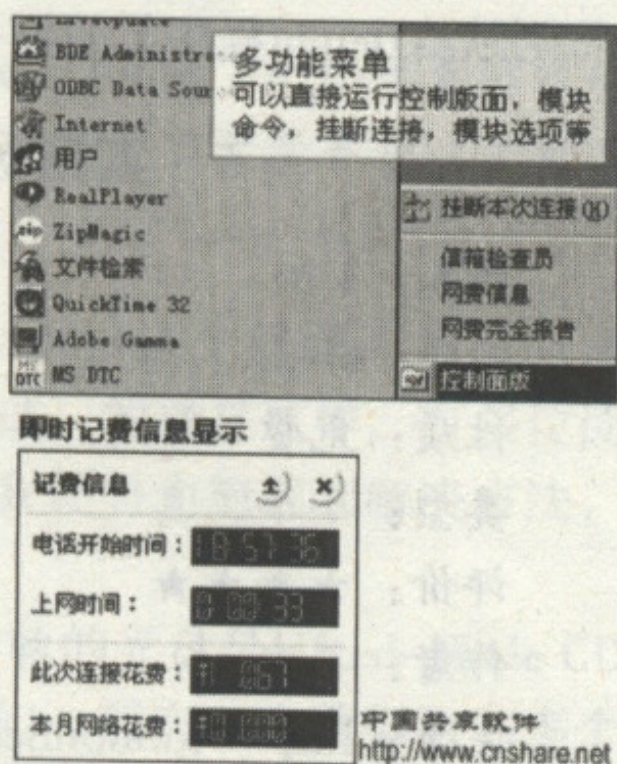 BDE Administra
多功能菜单
可以直接运行控制版面，模块
命令，挂断连接，模块选项等
ODBC Data Sour
Internet
用户
RealPlayer
ZipMagic
文件检索
QuickTime 32
Adobe Gamma
MS DTC
挂断本次连接(H)
信箱检查员
网费信息
网费完全报告
控制面版
即时记费信息显示
记费信息
电话开始时间：
上网时间：0 00 33
此次连接花费：
本月网络花费：
中国共享软件
http://www.cnshare.net